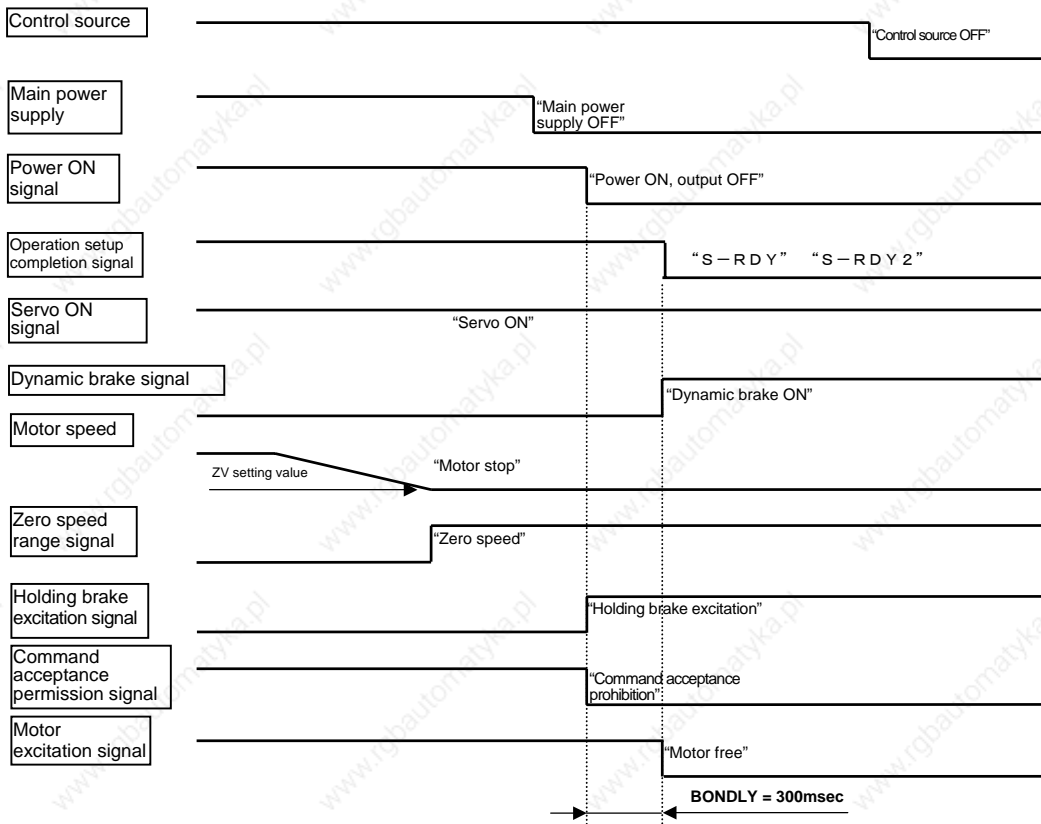 Control source
“Control source OFF”
Main power
supply
“Main power
supply OFF”
Power ON
signal
“Power ON, output OFF”
Operation setup
completion signal
“S－RDY” “S－RDY2”
Servo ON
signal
“Servo ON”
Dynamic brake signal
“Dynamic brake ON”
Motor speed
ZV setting value
“Motor stop”
Zero speed
range signal
“Zero speed”
Holding brake
excitation signal
“Holding brake excitation”
Command
acceptance
permission signal
“Command acceptance
prohibition”
Motor
excitation signal
“Motor free”
BONDLY = 300msec
www.rgbautomatyka.pl